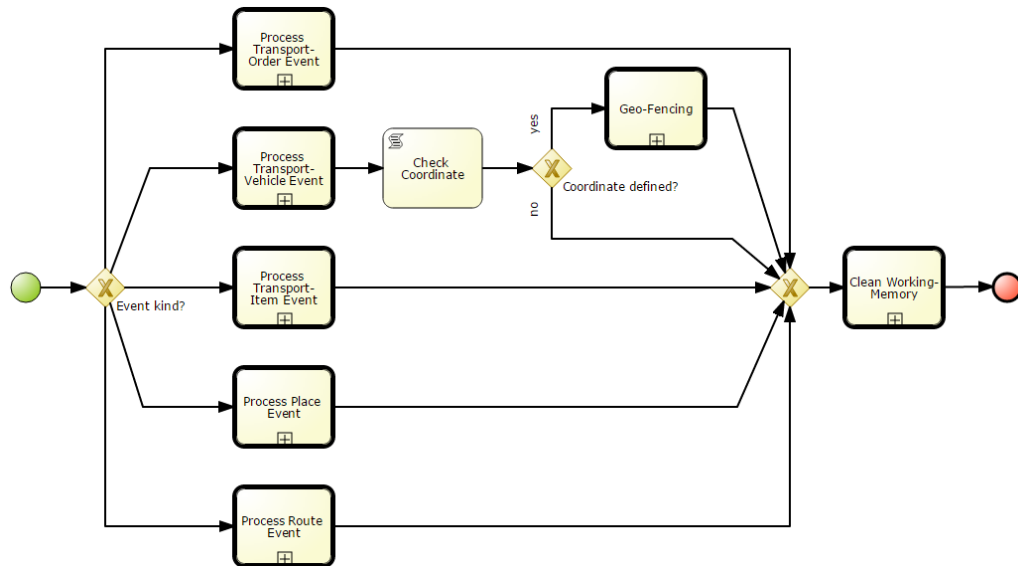 Process
Transport-
Order Event
Process
Transport-
Vehicle Event
Check
Coordinate
yes
no
Coordinate defined?
Geo-Fencing
Event kind?
Process
Transport-
Item Event
Clean Working-
Memory
Process Place
Event
Process Route
Event